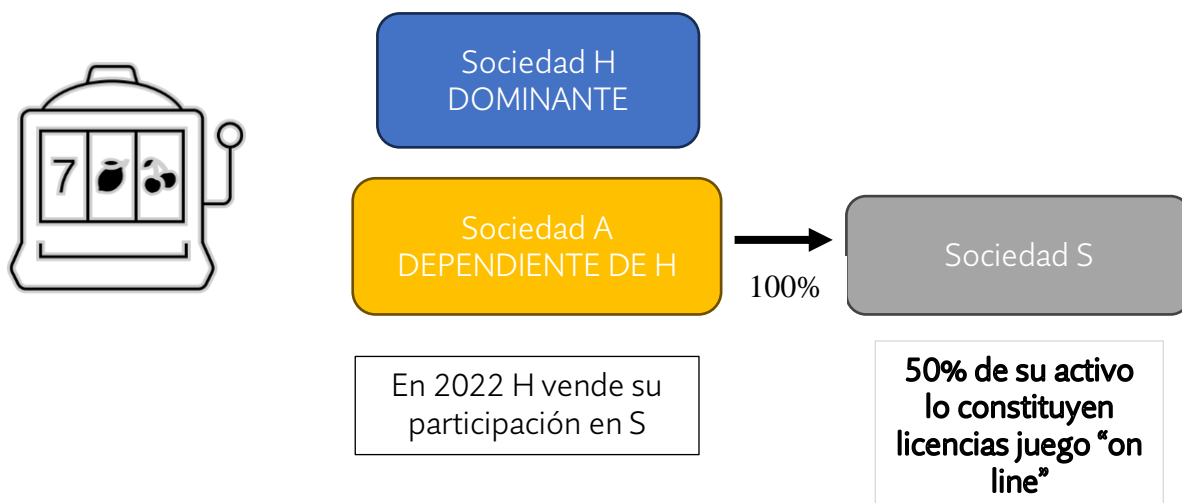 Sociedad H
DOMINANTE
7
Sociedad A
DEPENDIENTE DE H
100%
Sociedad S
En 2022 H vende su
participación en S
50% de su activo
lo constituyen
licencias juego “on
line”